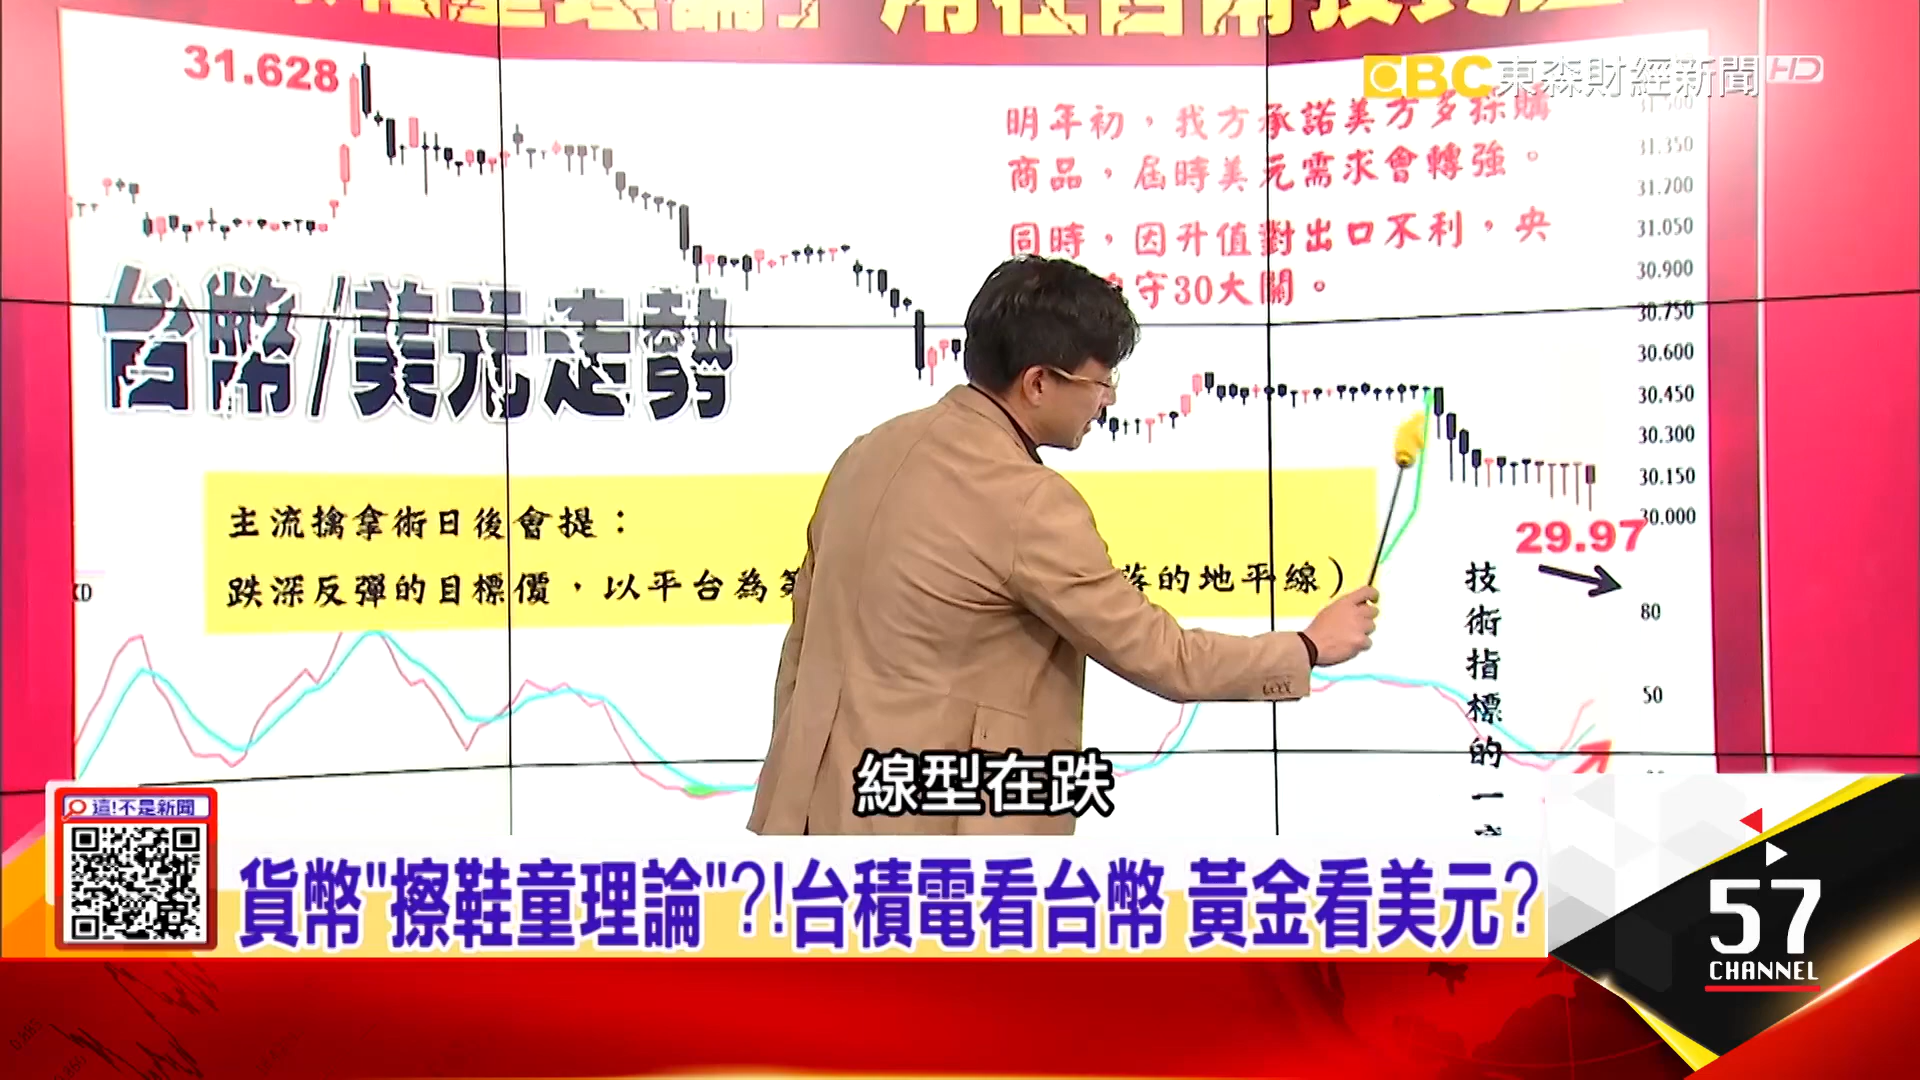 EBC 東森財經新聞 HD
31.628
明年初，我方承諾美方多採購
商品，屆時美元需求會轉強。
同時，因升值對出口不利，央
守30大關。
台幣/美元走勢
31.500
31.350
31.200
31.050
30.900
30.750
30.600
30.450
30.300
30.150
30.000
29.97
主流擒拿術日後會提：
跌深反彈的目標價，以平台為
落的地平線）
KD
80
50
技術指標的一
線型在跌
這!不是新聞
貨幣"擦鞋童理論"?!台積電看台幣 黃金看美元?
57
CHANNEL